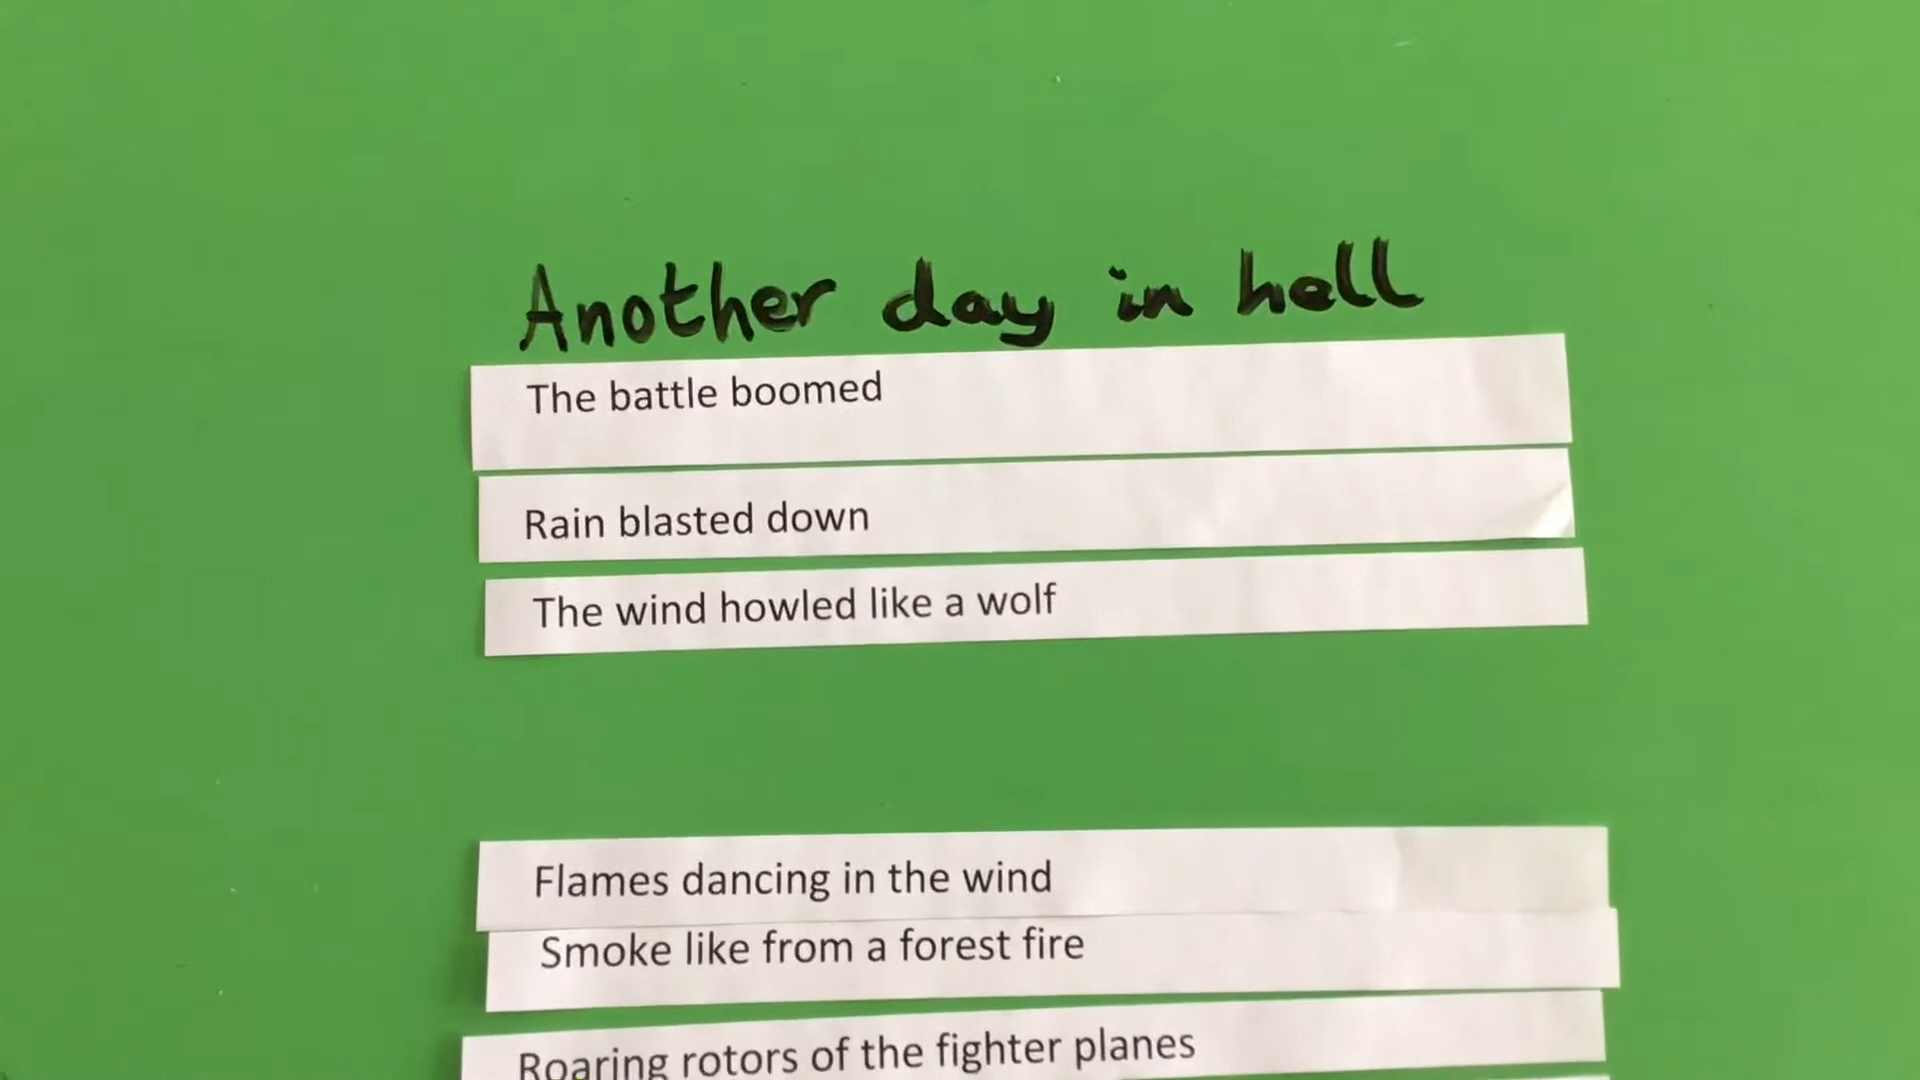 Another day in hell
The battle boomed
Rain blasted down
The wind howled like a wolf
Flames dancing in the wind
Smoke like from a forest fire
Roaring rotors of the fighter planes